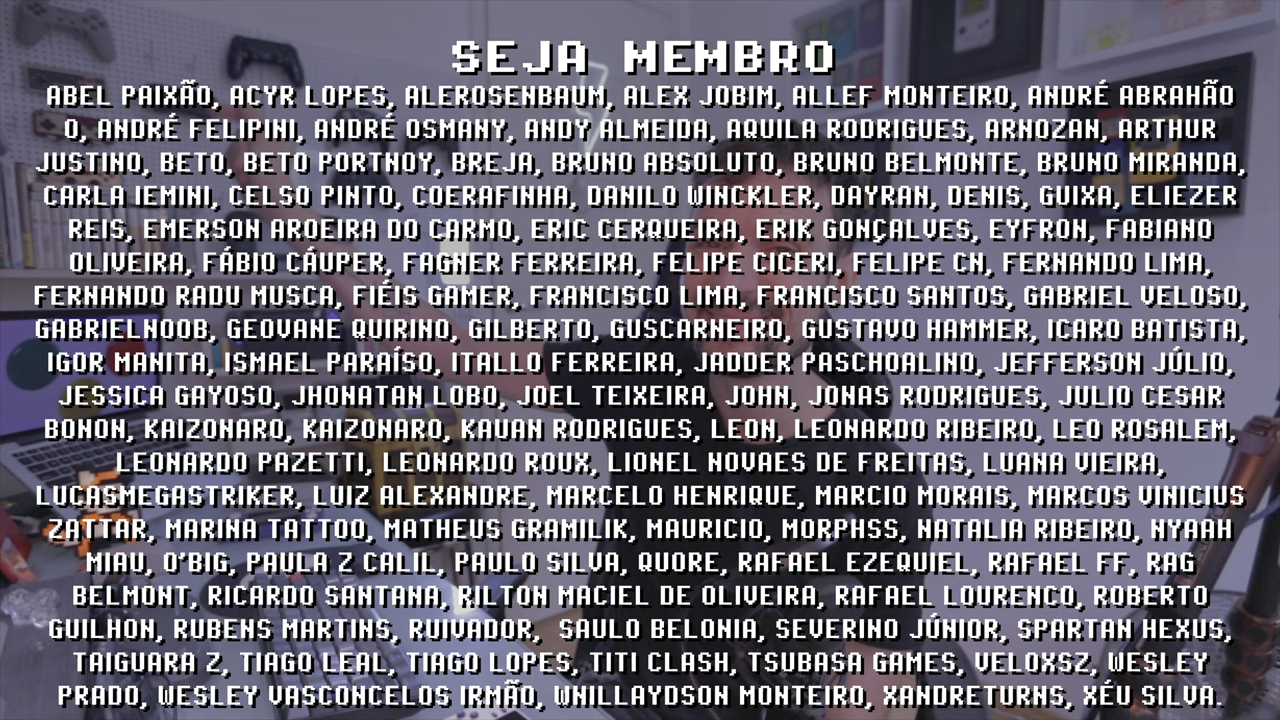 SEJA MEMBRO
ABEL PAIXÃO, ACYR LOPES, ALEROSENBAUM, ALEX JOBIM, ALLEF MONTEIRO, ANDRÉ ABRAHÃO
O, ANDRÉ FELIPINI, ANDRÉ OSMANY, ANDY ALMEIDA, AQUILA RODRIGUES, ARNOZAN, ARTHUR
JUSTINO, BETO, BETO PORTNOY, BREJA, BRUNO ABSOLUTO, BRUNO BELMONTE, BRUNO MIRANDA,
CARLA IEMINI, CELSO PINTO, COERAFINHA, DANILO WINCKLER, DAYRAN, DENIS, GUIXA, ELIEZER
REIS, EMERSON AROEIRA DO CARMO, ERIC CERQUEIRA, ERIK GONÇALVES, EYFRON, FABIANO
OLIVEIRA, FÁBIO CÁUPER, FAGNER FERREIRA, FELIPE CICERI, FELIPE CN, FERNANDO LIMA,
FERNANDO RADU MUSCA, FIÉIS GAMER, FRANCISCO LIMA, FRANCISCO SANTOS, GABRIEL VELOSO,
GABRIELNOOB, GEOVANE QUIRINO, GILBERTO, GUSCARNEIRO, GUSTAVO HAMMER, ICARO BATISTA,
IGOR MANITA, ISMAEL PARAÍSO, ITALLO FERREIRA, JADDER PASCHOALINO, JEFFERSON JÚLIO,
JESSICA GAYOSO, JHONATAN LOBO, JOEL TEIXEIRA, JOHN, JONAS RODRIGUES, JULIO CESAR
BONON, KAIZONARO, KAIZONARO, KAUAN RODRIGUES, LEON, LEONARDO RIBEIRO, LEO ROSALEM,
LEONARDO PAZETTI, LEONARDO ROUX, LIONEL NOVAES DE FREITAS, LUANA VIEIRA,
LUCASMEGASTRIKER, LUIZ ALEXANDRE, MARCELO HENRIQUE, MARCIO MORAIS, MARCOS VINICIUS
ZATTAR, MARINA TATTOO, MATHEUS GRAMILIK, MAURICIO, MORPHSS, NATALIA RIBEIRO, NYAAH
MIAU, O'BIG, PAULA Z CALIL, PAULO SILVA, QUORE, RAFAEL EZEQUIEL, RAFAEL FF, RAG
BELMONT, RICARDO SANTANA, RILTON MACIEL DE OLIVEIRA, RAFAEL LOURENCO, ROBERTO
GUILHON, RUBENS MARTINS, RUIVADOR, SAULO BELONIA, SEVERINO JÚNIOR, SPARTAN HEXUS,
TAIGUARA Z, TIAGO LEAL, TIAGO LOPES, TITI CLASH, TSUBASA GAMES, VELOXSZ, WESLEY
PRADO, WESLEY VASCONCELOS IRMÃO, WNILLAYDSON MONTEIRO, XANDRETURNS, XÉU SILVA.